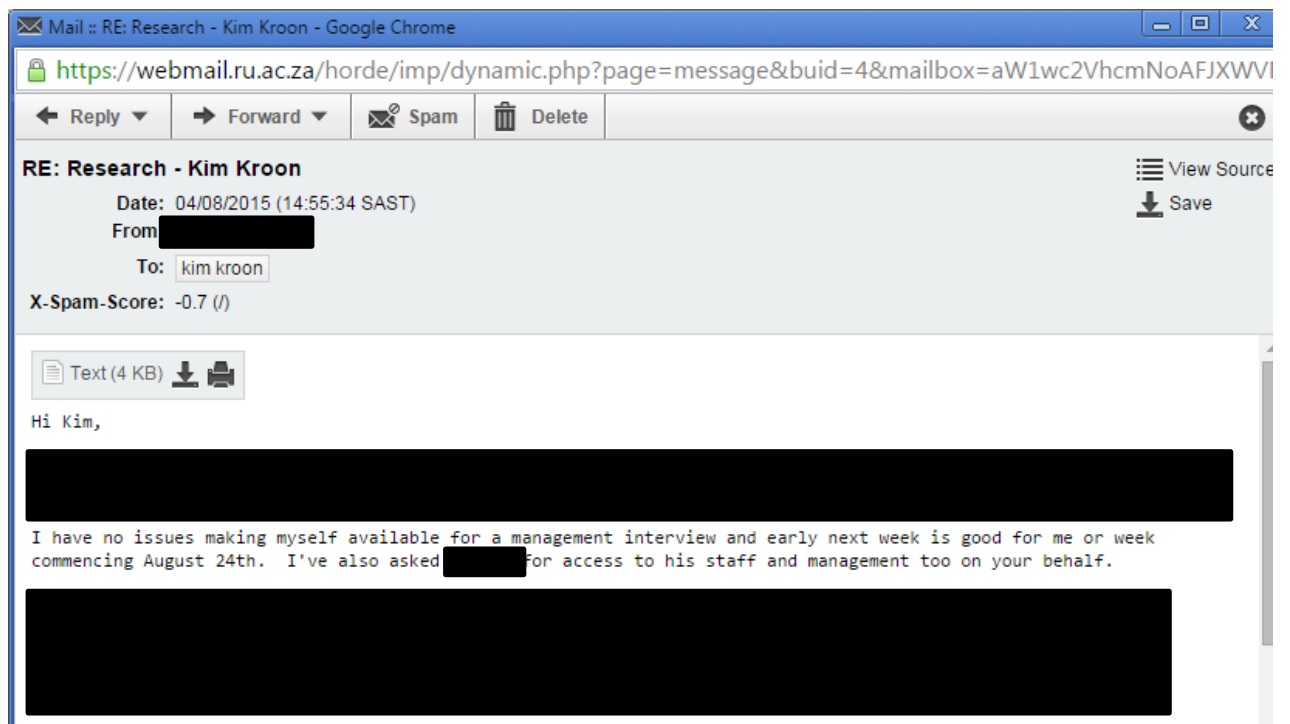 Mail :: RE: Research - Kim Kroon - Google Chrome
https://webmail.ru.ac.za/horde/imp/dynamic.php?page=message&buid=4&mailbox=aW1wc2VhcmNoAFJXWVI
Reply Forward Spam Delete
RE: Research - Kim Kroon
View Source
Date: 04/08/2015 (14:55:34 SAST)
Save
From
To: kim kroon
X-Spam-Score: -0.7 (/)
Text (4 KB)
Hi Kim,
I have no issues making myself available for a management interview and early next week is good for me or week
commencing August 24th. I've also asked for access to his staff and management too on your behalf.